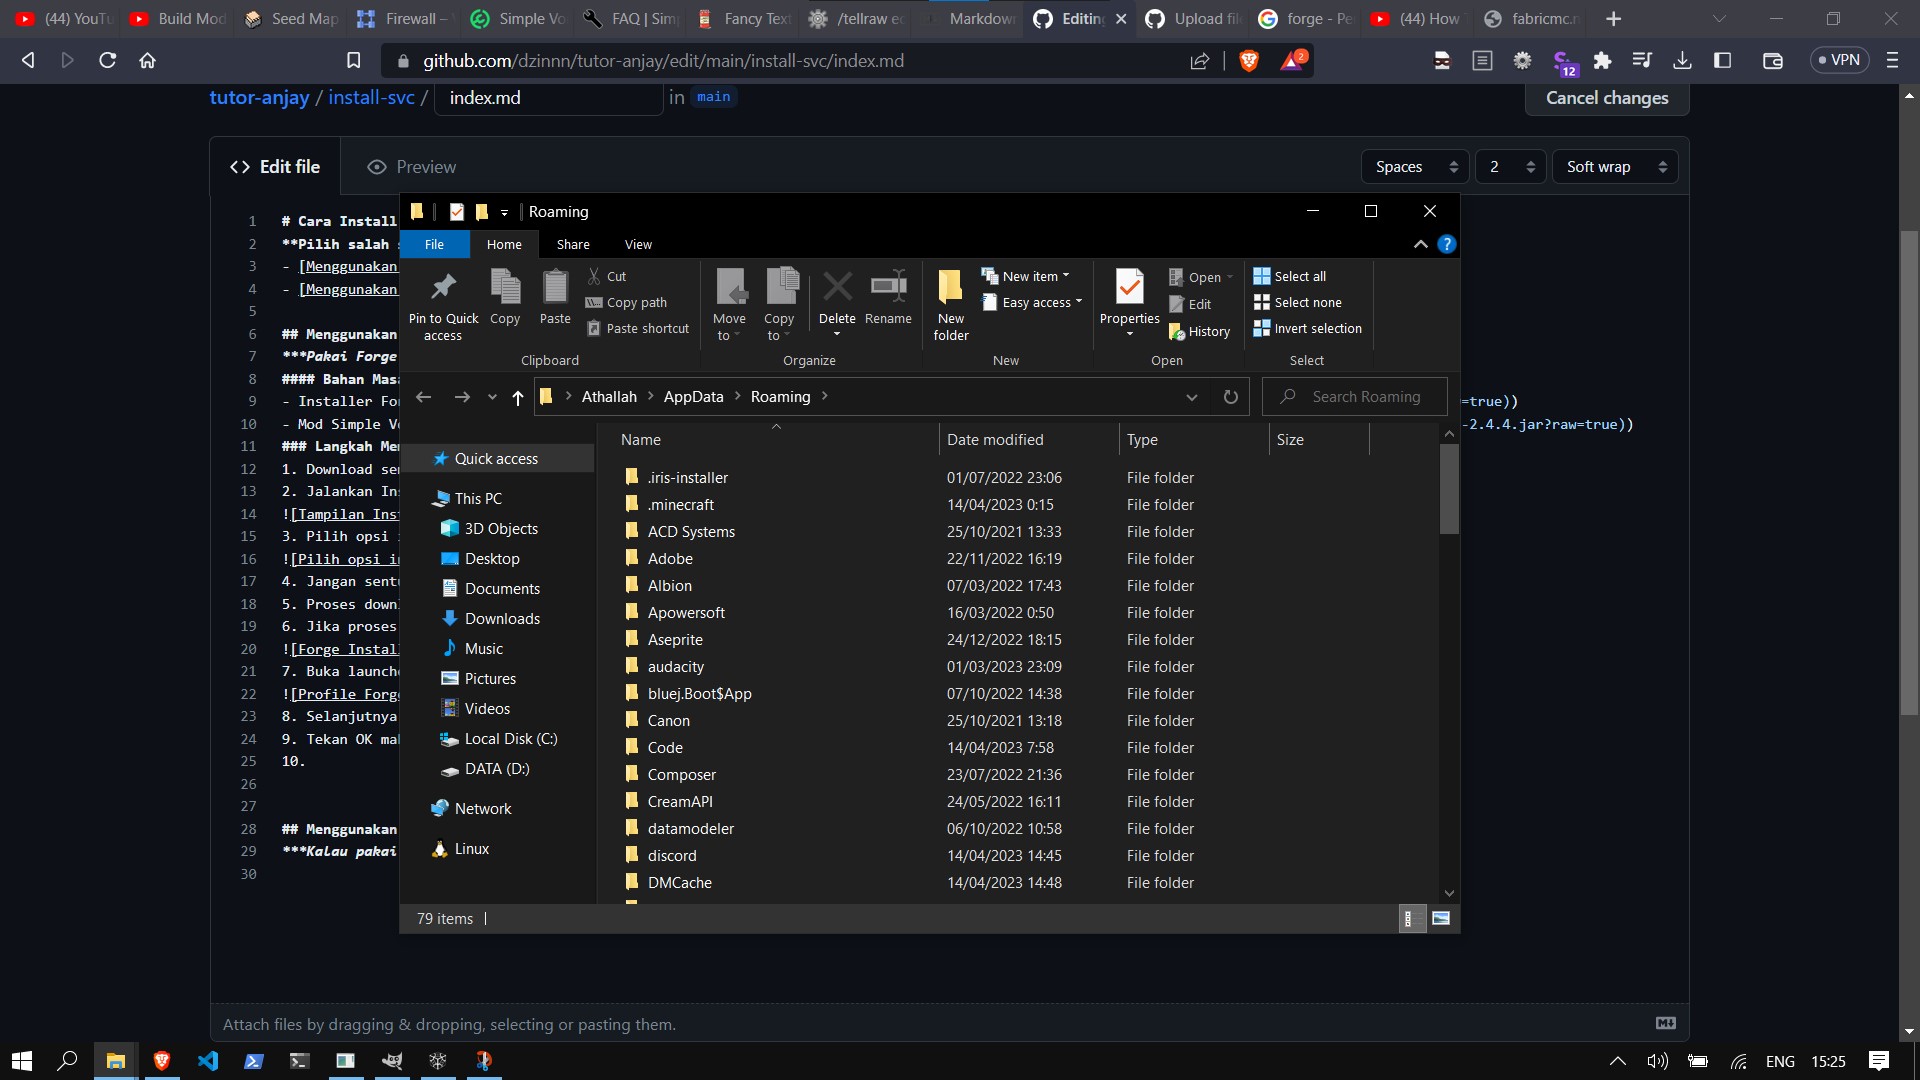 (44) YouTu
Build Mod
Seed Map
Firewall –
Simple Vo
FAQ | Sim
Fancy Text
/tellraw
Markdown
Editing
Upload fil
forge - Pe
(44) How
fabricmc.n
github.com/dzinnn/tutor-anjay/edit/main/install-svc/index.md
2
12
VPN
tutor-anjay / install-svc / index.md in main
Cancel changes
Edit file
Preview
Spaces
2
Soft wrap
1 # Cara Install
2 **Pilih salah
3 - [Menggunakan
4 - [Menggunakan
5
6 ## Menggunakan
7 ***Pakai Forge
8 #### Bahan Mas
9 - Installer Fo =true))
10 - Mod Simple V -2.4.4.jar?raw=true))
11 ### Langkah Me
12 1. Download se
13 2. Jalankan In
14 ![Tampilan Ins
15 3. Pilih opsi
16 ![Pilih opsi i
17 4. Jangan sent
18 5. Proses down
19 6. Jika proses
20 ![Forge Instal
21 7. Buka launch
22 ![Profile Forg
23 8. Selanjutnya
24 9. Tekan OK ma
25 10.
26
27
28 ## Menggunakan
29 ***Kalau pakai
30
Roaming
File
Home
Share
View
?
Pin to Quick access
Copy
Paste
Cut
Copy path
Paste shortcut
Clipboard
Move to
Copy to
Delete
Rename
Organize
New folder
New item
Easy access
New
Properties
Open
Edit
History
Open
Select all
Select none
Invert selection
Select
Athallah
AppData
Roaming
Search Roaming
Quick access
This PC
3D Objects
Desktop
Documents
Downloads
Music
Pictures
Videos
Local Disk (C:)
DATA (D:)
Network
Linux
Name Date modified Type Size
.iris-installer 01/07/2022 23:06 File folder
.minecraft 14/04/2023 0:15 File folder
ACD Systems 25/10/2021 13:33 File folder
Adobe 22/11/2022 16:19 File folder
Albion 07/03/2022 17:43 File folder
Apowersoft 16/03/2022 0:50 File folder
Aseprite 24/12/2022 18:15 File folder
audacity 01/03/2023 23:09 File folder
bluej.Boot$App 07/10/2022 14:38 File folder
Canon 25/10/2021 13:18 File folder
Code 14/04/2023 7:58 File folder
Composer 23/07/2022 21:36 File folder
CreamAPI 24/05/2022 16:11 File folder
datamodeler 06/10/2022 10:58 File folder
discord 14/04/2023 14:45 File folder
DMCache 14/04/2023 14:48 File folder
79 items
Attach files by dragging & dropping, selecting or pasting them.
ENG
15:25